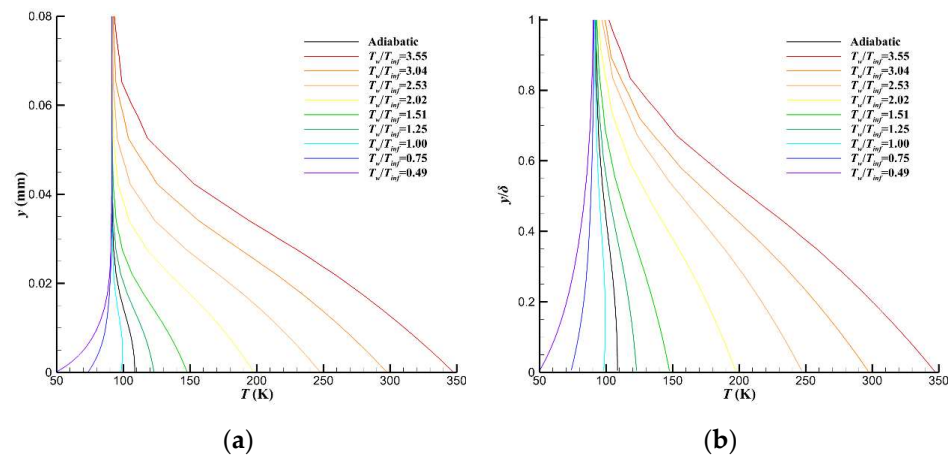 0.08
0.06
0.04
0.02
0
y (mm)
50 100 150 200 250 300 350
T (K)
Adiabatic
Tw/Tinf=3.55
Tw/Tinf=3.04
Tw/Tinf=2.53
Tw/Tinf=2.02
Tw/Tinf=1.51
Tw/Tinf=1.25
Tw/Tinf=1.00
Tw/Tinf=0.75
Tw/Tinf=0.49
(a)
1
0.8
0.6
0.4
0.2
0
y/δ
50 100 150 200 250 300 350
T (K)
Adiabatic
Tw/Tinf=3.55
Tw/Tinf=3.04
Tw/Tinf=2.53
Tw/Tinf=2.02
Tw/Tinf=1.51
Tw/Tinf=1.25
Tw/Tinf=1.00
Tw/Tinf=0.75
Tw/Tinf=0.49
(b)